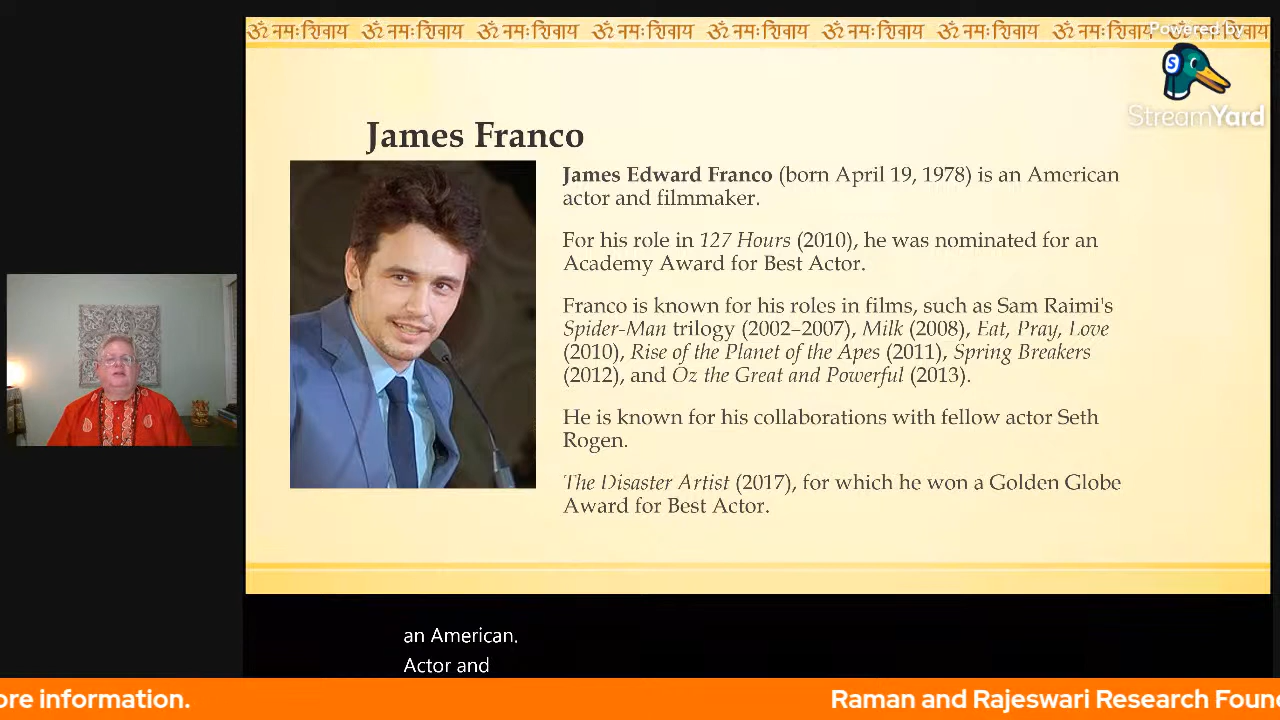 ॐ नमः शिवाय ॐ नमः शिवाय ॐ नमः शिवाय ॐ नमः शिवाय ॐ नमः शिवाय ॐ नमः शिवाय ॐ नमः शिवाय ॐ नमः शिवाय ॐ नमः शिवाय
Powered by
S
StreamYard
James Franco
James Edward Franco (born April 19, 1978) is an American
actor and filmmaker.
For his role in 127 Hours (2010), he was nominated for an
Academy Award for Best Actor.
Franco is known for his roles in films, such as Sam Raimi's
Spider-Man trilogy (2002–2007), Milk (2008), Eat, Pray, Love
(2010), Rise of the Planet of the Apes (2011), Spring Breakers
(2012), and Oz the Great and Powerful (2013).
He is known for his collaborations with fellow actor Seth
Rogen.
The Disaster Artist (2017), for which he won a Golden Globe
Award for Best Actor.
an American.
Actor and
ore information. Raman and Rajeswari Research Foun